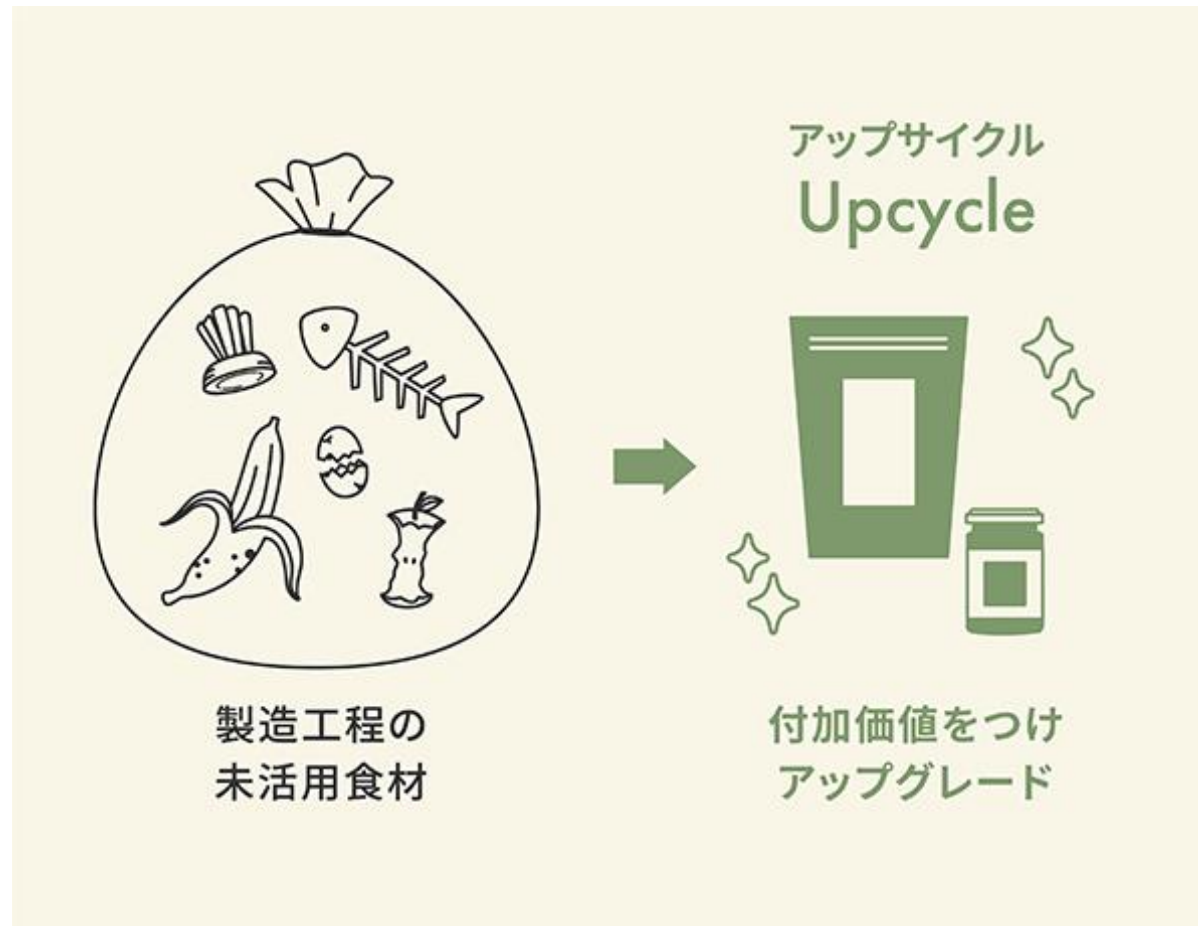 製造工程の
未活用食材
アップサイクル
Upcycle
付加価値をつけ
アップグレード